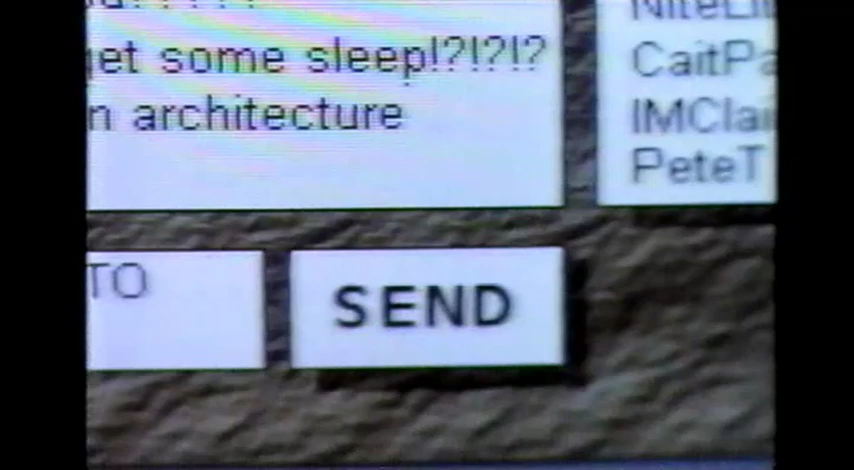 get some sleep!?!?!?
n architecture
TO
SEND
CaitPa
IMClai
PeteT